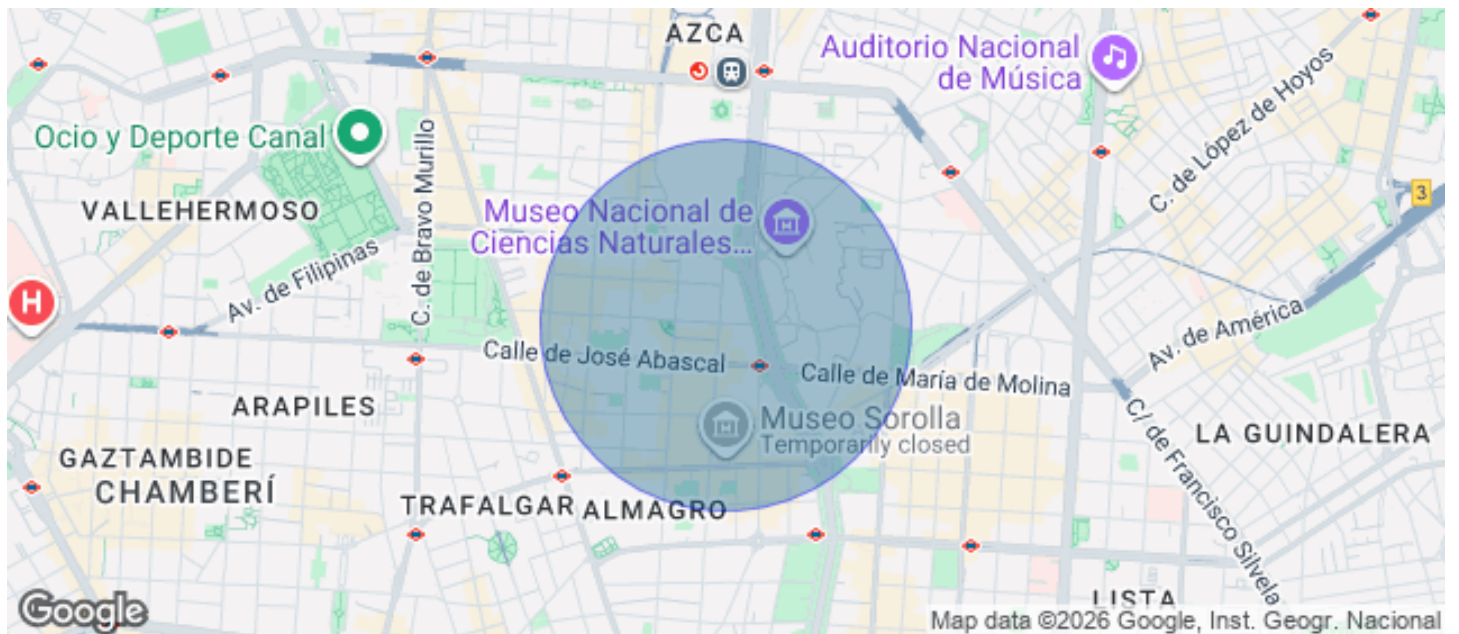 AZCA
Auditorio Nacional
de Música
C. de López de Hoyos
Ocio y Deporte Canal
C. de Bravo Murillo
3
VALLEHERMOSO
Museo Nacional de
Ciencias Naturales...
Av. de Filipinas
H
Av. de América
Calle de José Abascal
Calle de María de Molina
ARAPILES
Museo Sorolla
Temporarily closed
C/ de Francisco Silvela
LA GUINDALERA
GAZTAMBIDE
CHAMBERÍ
TRAFALGAR
ALMAGRO
LISTA
Google
Map data ©2026 Google, Inst. Geogr. Nacional